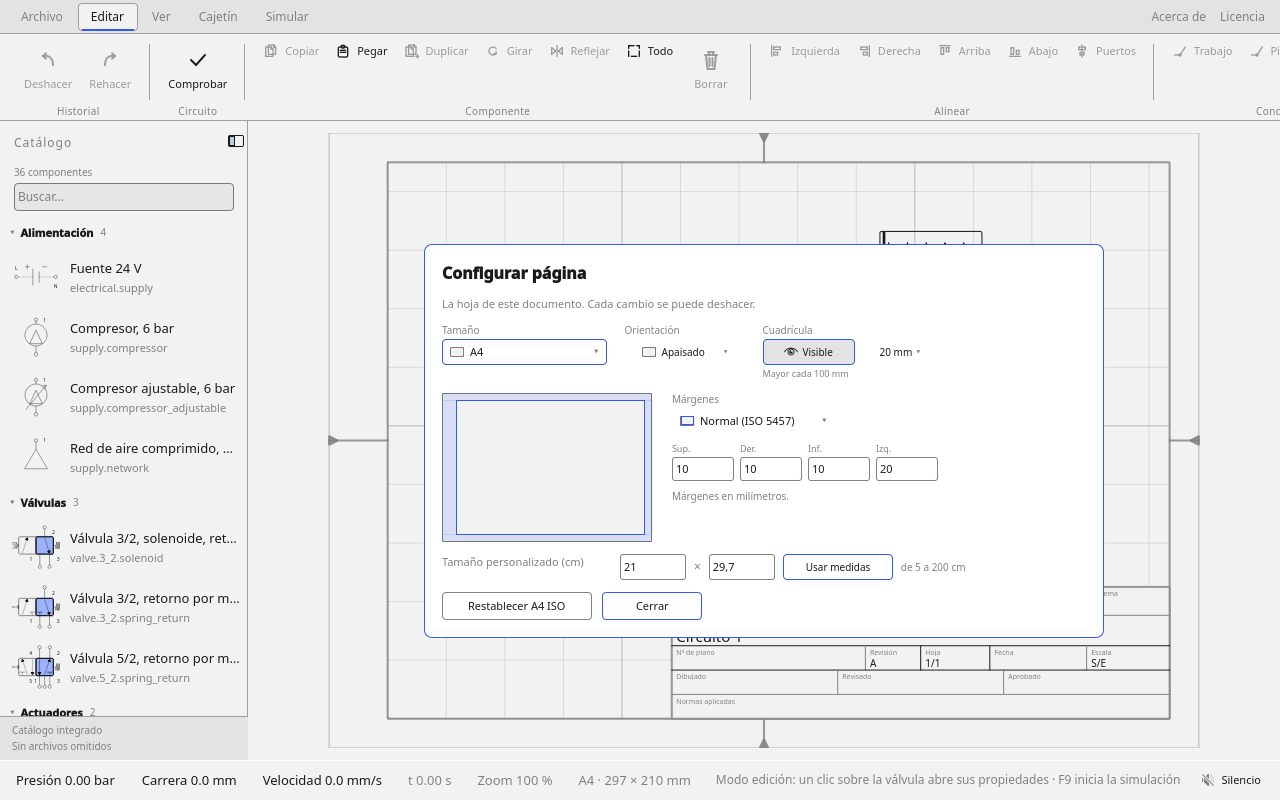 Archivo Editar Ver Cajetín Simular Acerca de Licencia
Copiar Pegar Duplicar Girar Reflejar Todo Izquierda Derecha Arriba Abajo Puertos Trabajo
Deshacer Rehacer Comprobar Borrar
Historial Circuito Componente Alinear
Catálogo
36 componentes
Buscar...
Alimentación 4
Fuente 24 V
electrical.supply
Compresor, 6 bar
supply.compressor
Compresor ajustable, 6 bar
supply.compressor_adjustable
Red de aire comprimido, ...
supply.network
Válvulas 3
Válvula 3/2, solenoide, ret...
valve.3_2.solenoid
Válvula 3/2, retorno por m...
valve.3_2.spring_return
Válvula 5/2, retorno por m...
valve.5_2.spring_return
Actuadores 2
Catálogo integrado
Sin archivos omitidos
Configurar página
La hoja de este documento. Cada cambio se puede deshacer.
Tamaño Orientación Cuadrícula
A4 Apaisado Visible 20 mm
Mayor cada 100 mm
Márgenes
Normal (ISO 5457)
Sup. Der. Inf. Izq.
10 10 10 20
Márgenes en milímetros.
Tamaño personalizado (cm) 21 × 29,7 Usar medidas de 5 a 200 cm
Restablecer A4 ISO Cerrar
Circuito 1
Nº de plano Revisión Hoja Fecha Escala
A 1/1 S/E
Dibujado Revisado Aprobado
Normas aplicadas
Presión 0.00 bar Carrera 0.0 mm Velocidad 0.0 mm/s t 0.00 s Zoom 100 % A4 · 297 × 210 mm Modo edición: un clic sobre la válvula abre sus propiedades · F9 inicia la simulación Silencio